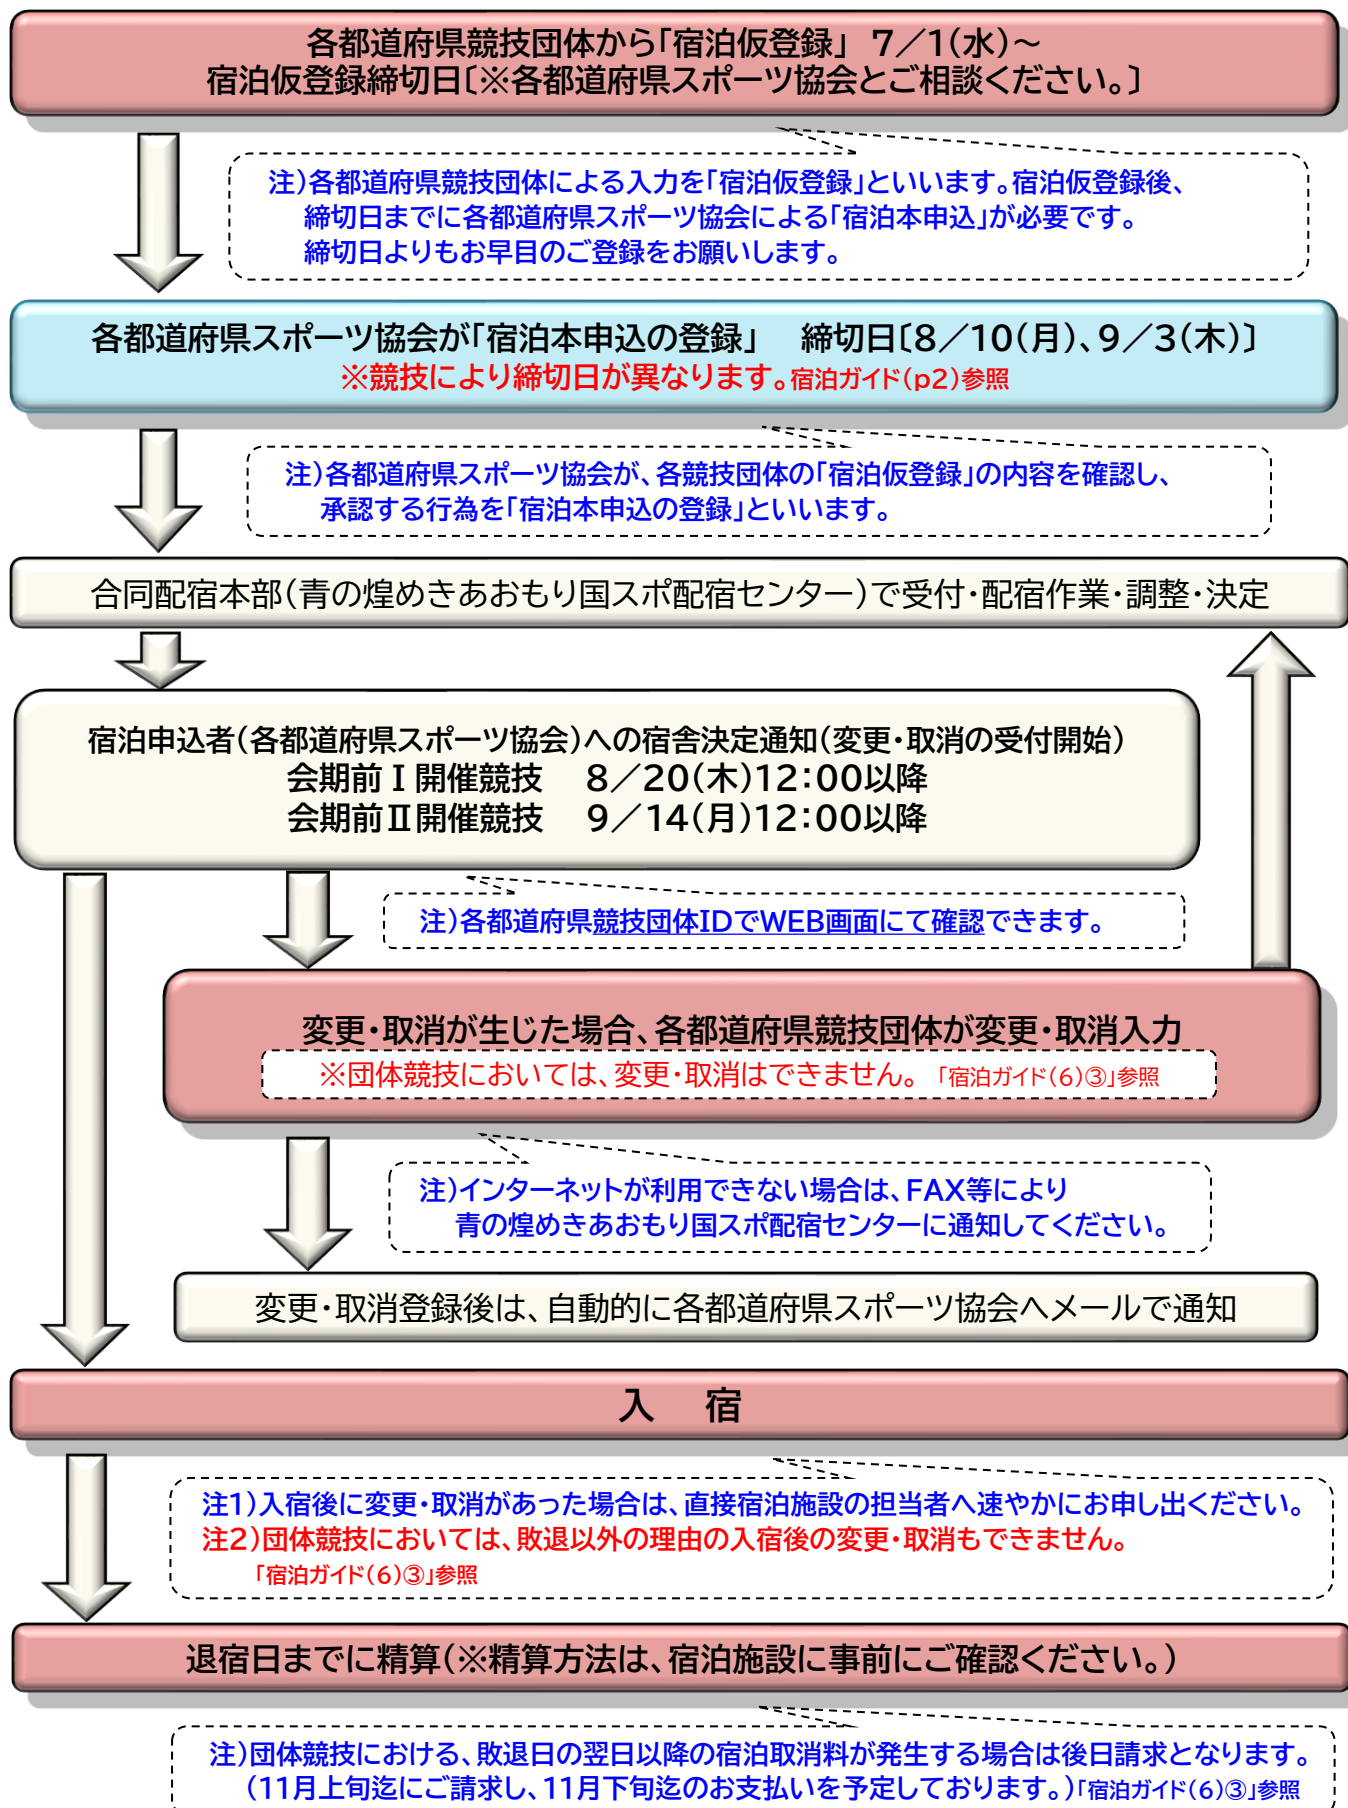 各都道府県競技団体から「宿泊仮登録」 7／1（水）～
宿泊仮登録締切日〔※各都道府県スポーツ協会とご相談ください。〕
注）各都道府県競技団体による入力を「宿泊仮登録」といいます。宿泊仮登録後、
締切日までに各都道府県スポーツ協会による「宿泊本申込」が必要です。
締切日よりもお早目のご登録をお願いします。
各都道府県スポーツ協会が「宿泊本申込の登録」 締切日〔8／10（月）、9／3（木）〕
※競技により締切日が異なります。宿泊ガイド（p2）参照
注）各都道府県スポーツ協会が、各競技団体の「宿泊仮登録」の内容を確認し、
承認する行為を「宿泊本申込の登録」といいます。
合同配宿本部（青の煌めきあおもり国スポ配宿センター）で受付・配宿作業・調整・決定
宿泊申込者（各都道府県スポーツ協会）への宿舎決定通知（変更・取消の受付開始）
会期前Ⅰ開催競技 8／20（木）12：00以降
会期前Ⅱ開催競技 9／14（月）12：00以降
注）各都道府県競技団体IDでWEB画面にて確認できます。
変更・取消が生じた場合、各都道府県競技団体が変更・取消入力
※団体競技においては、変更・取消はできません。「宿泊ガイド（6）③」参照
注）インターネットが利用できない場合は、FAX等により
青の煌めきあおもり国スポ配宿センターに通知してください。
変更・取消登録後は、自動的に各都道府県スポーツ協会へメールで通知
入 宿
注1）入宿後に変更・取消があった場合は、直接宿泊施設の担当者へ速やかにお申し出ください。
注2）団体競技においては、敗退以外の理由の入宿後の変更・取消もできません。
「宿泊ガイド（6）③」参照
退宿日までに精算（※精算方法は、宿泊施設に事前にご確認ください。）
注）団体競技における、敗退日の翌日以降の宿泊取消料が発生する場合は後日請求となります。
（11月上旬迄にご請求し、11月下旬迄のお支払いを予定しております。）「宿泊ガイド（6）③」参照